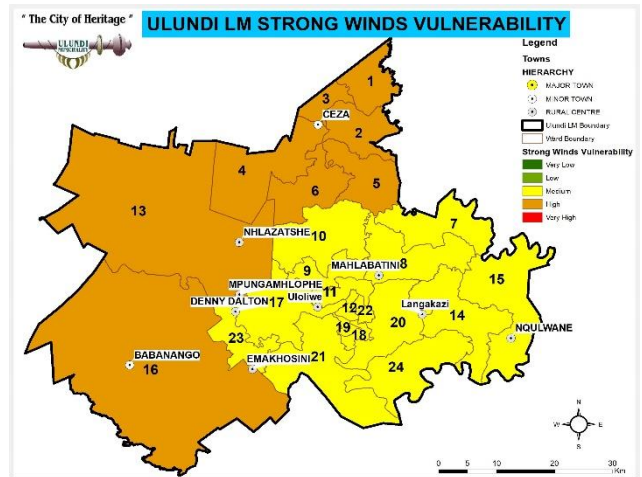 " The City of Heritage"
ULUNDI
MUNICIPALITY
ULUNDI LM STRONG WINDS VULNERABILITY
Legend
Towns
HIERARCHY
MAJOR TOWN
MINOR TOWN
RURAL CENTRE
Ulundi LM Boundary
Ward Boundary
Strong Winds Vulnerability
Very Low
Low
Medium
High
Very High
1
3
CEZA
2
4
6
5
13
7
10
NHLAZATSHE
8
9
MAHLABATINI
15
MPUNGAMHLOPHE
11
DENNY DALTON
17
Uloliwe
12
22
Langakazi
20
14
19
18
23
NQULWANE
21
BABANANGO
16
EMAKHOSINI
24
N
W
E
S
0 5 10 20 30
Km